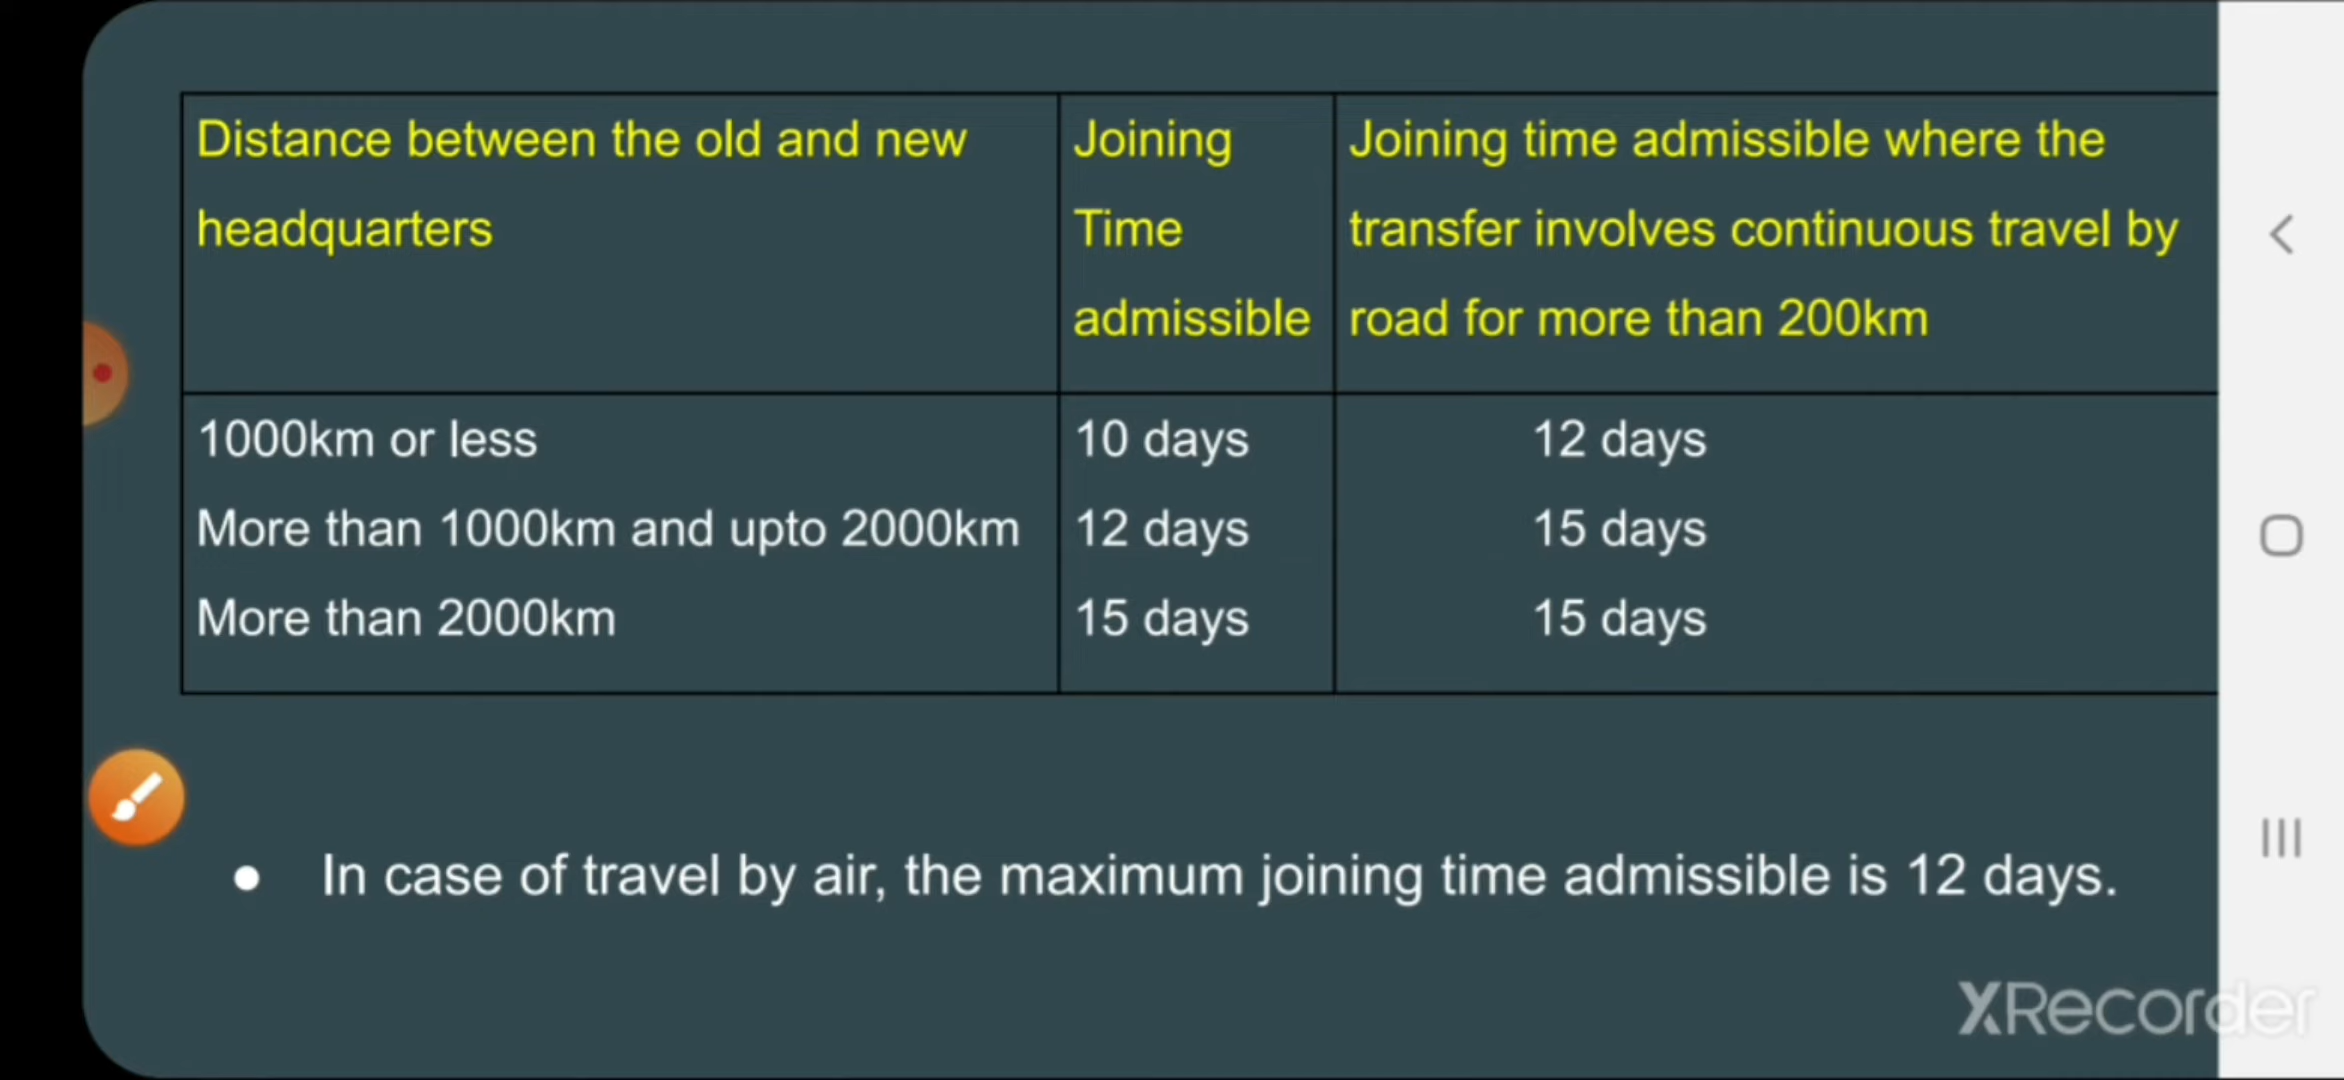 Distance between the old and new
headquarters
Joining
Time
admissible
Joining time admissible where the
transfer involves continuous travel by
road for more than 200km
1000km or less
10 days
12 days
More than 1000km and upto 2000km
12 days
15 days
More than 2000km
15 days
15 days
In case of travel by air, the maximum joining time admissible is 12 days.
XRecorder